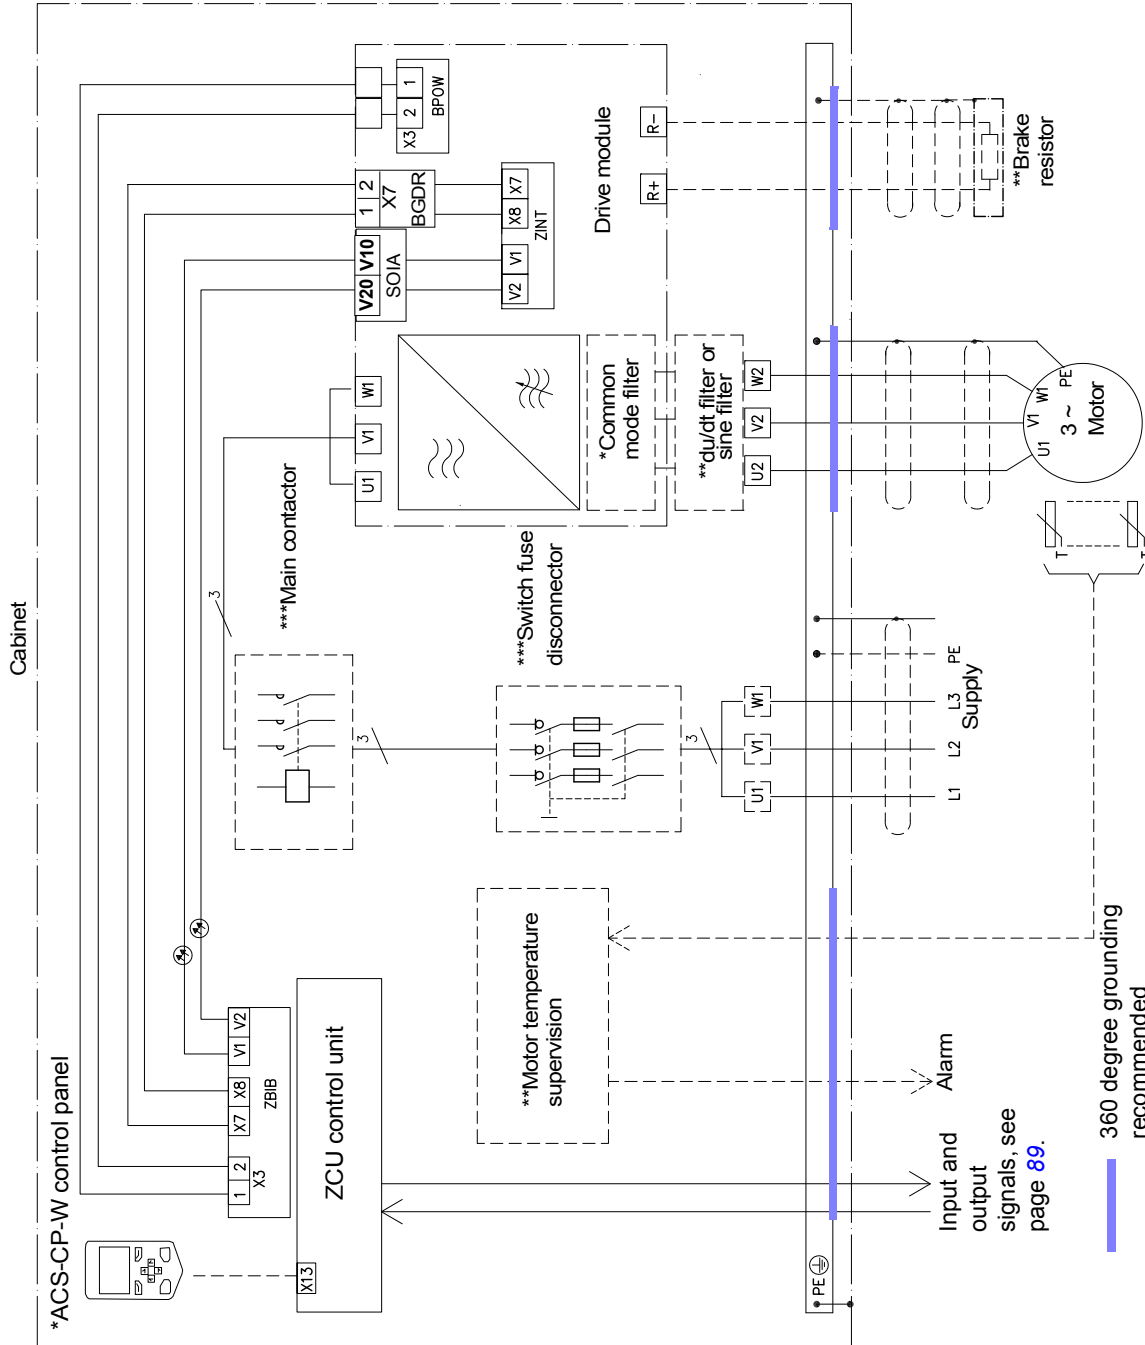 Cabinet
*ACS-CP-W control panel
X13
ZCU control unit
1 2
X3
X7 X8
V1 V2
ZBIB
***Main contactor
3
3
***Switch fuse
disconnector
3
U1 V1 W1
L1 L2 L3 PE
Supply
**Motor temperature
supervision
Alarm
Input and
output
signals, see
page 89.
360 degree grounding
recommended
PE
U1 V1 W1
*Common
mode filter
**du/dt filter or
sine filter
U2 V2 W2
U1 V1 W1 PE
3 ~
Motor
T T
V20 V10
SOIA
1 2
X7
BGDR
X3 2 1
BPOW
V2 V1 X8 X7
ZINT
Drive module
R+ R-
**Brake
resistor